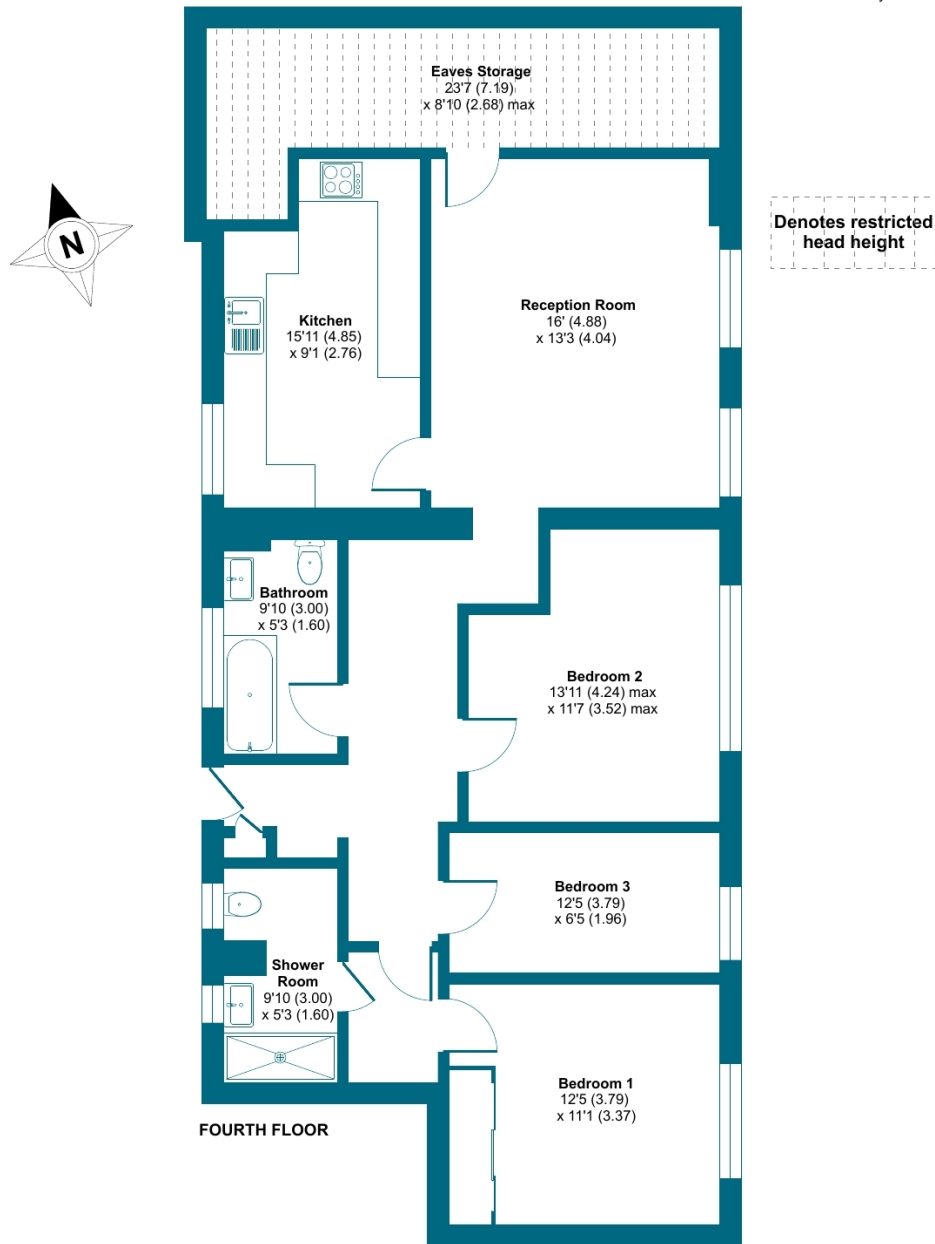 Eaves Storage
23'7 (7.19)
x 8'10 (2.68) max
N
Denotes restricted
head height
Reception Room
16' (4.88)
x 13'3 (4.04)
Kitchen
15'11 (4.85)
x 9'1 (2.76)
Bathroom
9'10 (3.00)
x 5'3 (1.60)
Bedroom 2
13'11 (4.24) max
x 11'7 (3.52) max
Bedroom 3
12'5 (3.79)
x 6'5 (1.96)
Shower
Room
9'10 (3.00)
x 5'3 (1.60)
Bedroom 1
12'5 (3.79)
x 11'1 (3.37)
FOURTH FLOOR